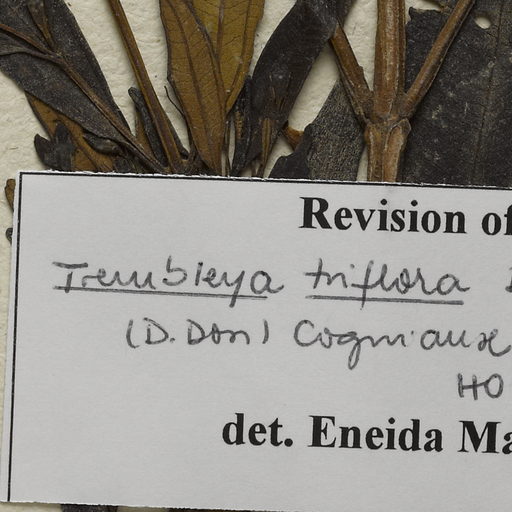 Revision of
Trembleya triflora
(D. Don) Cogniaux
HO
det. Eneida Ma